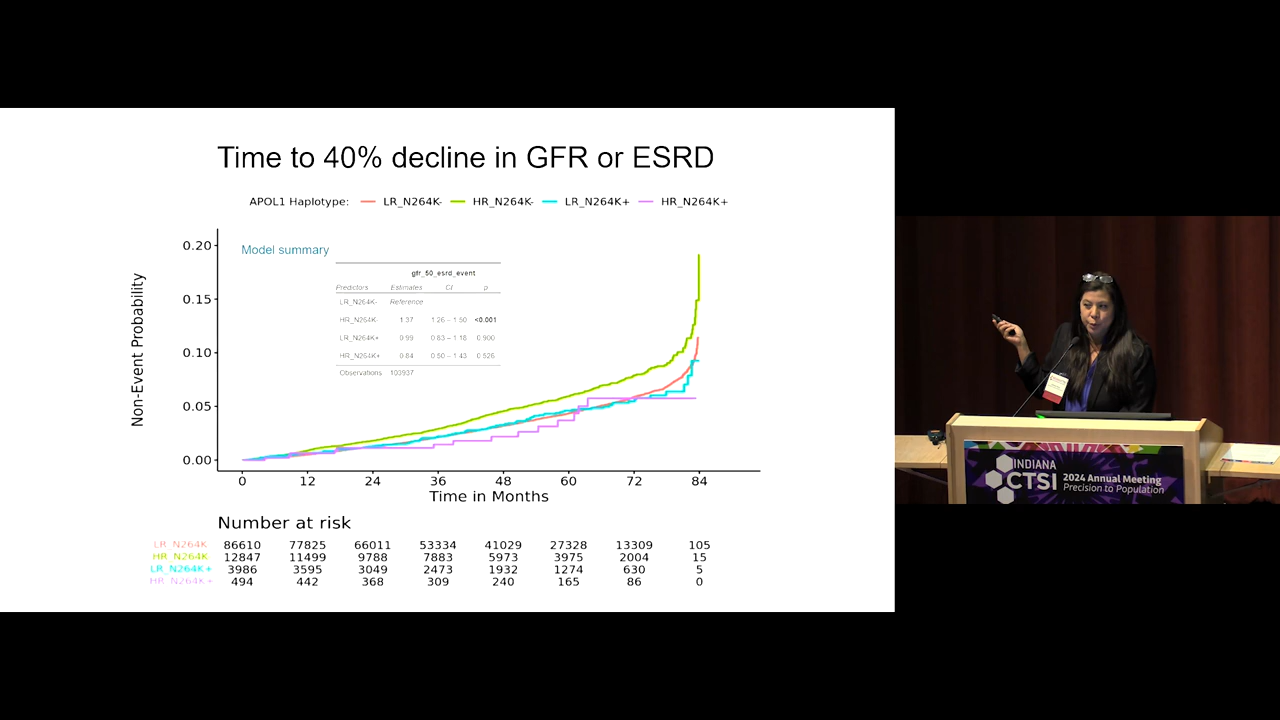 Time to 40% decline in GFR or ESRD
APOL1 Haplotype: LR_N264K- HR_N264K- LR_N264K+ HR_N264K+
Non-Event Probability
0.20
0.15
0.10
0.05
0.00
Model summary
gfr_50_esrd_event
Predictors Estimates CI p
LR_N264K- Reference
HR_N264K- 1.37 1.26 – 1.50 <0.001
LR_N264K+ 0.99 0.83 – 1.18 0.900
HR_N264K+ 0.84 0.50 – 1.43 0.526
Observations 103937
0 12 24 36 48 60 72 84
Time in Months
Number at risk
LR_N264K- 86610 77825 66011 53334 41029 27328 13309 105
HR_N264K- 12847 11499 9788 7883 5973 3975 2004 15
LR_N264K+ 3986 3595 3049 2473 1932 1274 630 5
HR_N264K+ 494 442 368 309 240 165 86 0
INDIANA
CTSI
2024 Annual Meeting
Precision to Population